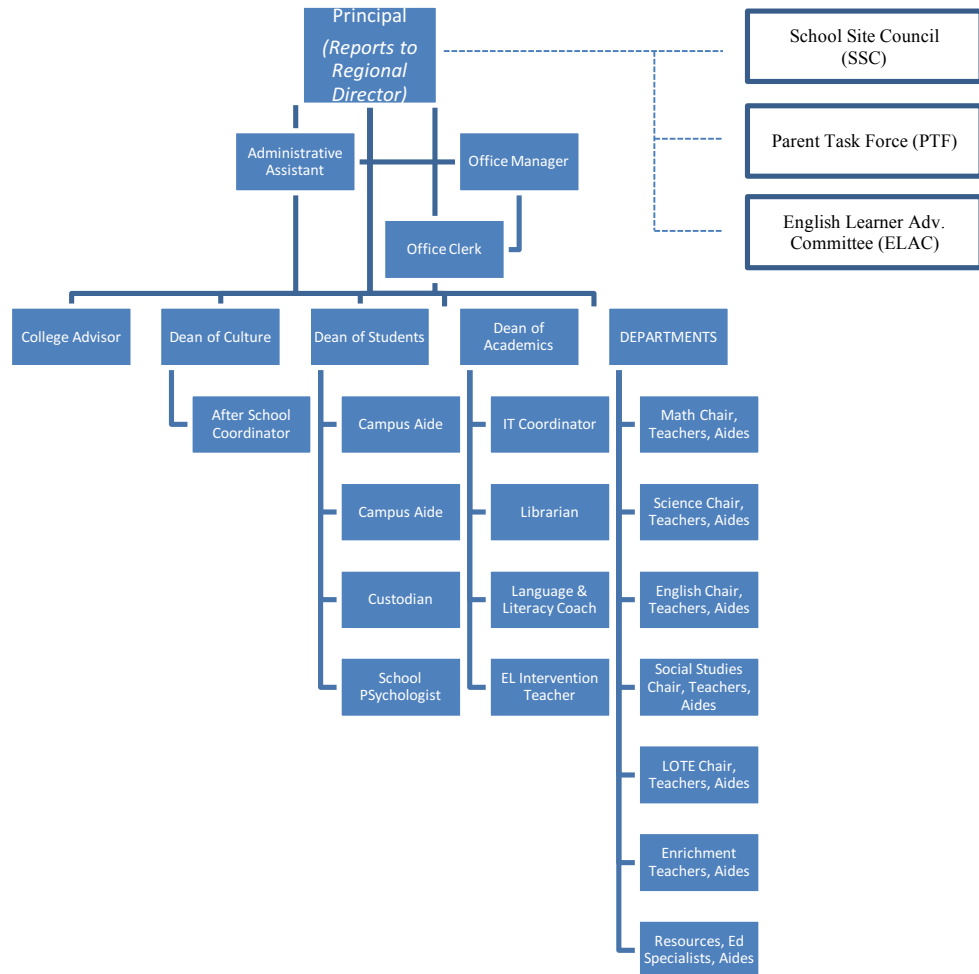 Principal
(Reports to
Regional
Director)
School Site Council
(SSC)
Parent Task Force (PTF)
English Learner Adv.
Committee (ELAC)
Administrative
Assistant
Office Manager
Office Clerk
College Advisor
Dean of Culture
Dean of Students
Dean of
Academics
DEPARTMENTS
After School
Coordinator
Campus Aide
IT Coordinator
Math Chair,
Teachers, Aides
Campus Aide
Librarian
Science Chair,
Teachers, Aides
Custodian
Language &
Literacy Coach
English Chair,
Teachers, Aides
School
PSychologist
EL Intervention
Teacher
Social Studies
Chair, Teachers,
Aides
LOTE Chair,
Teachers, Aides
Enrichment
Teachers, Aides
Resources, Ed
Specialists, Aides